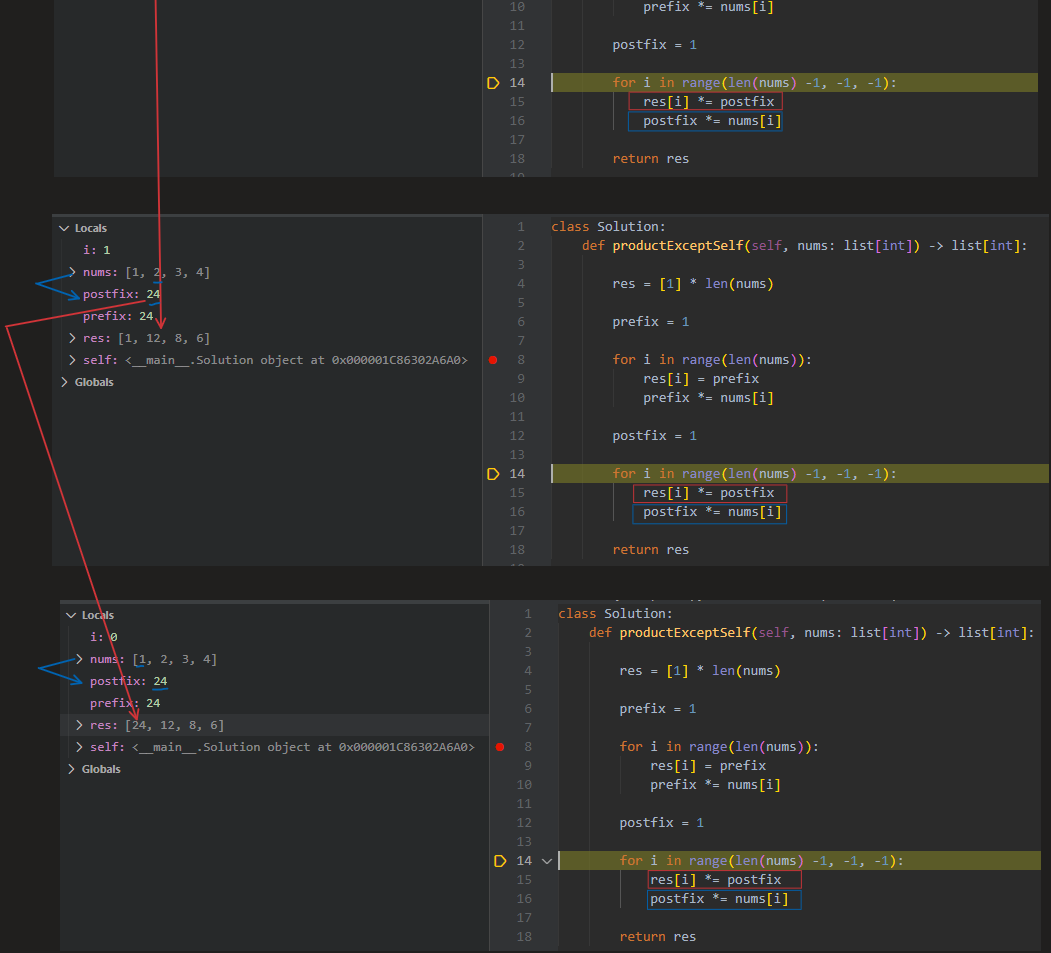 10 prefix *= nums[i]
11
12 postfix = 1
13
14 for i in range(len(nums) -1, -1, -1):
15 res[i] *= postfix
16 postfix *= nums[i]
17
18 return res
19
Locals
i: 1
nums: [1, 2, 3, 4]
postfix: 24
prefix: 24
res: [1, 12, 8, 6]
self: <__main__.Solution object at 0x000001C86302A6A0>
Globals
1 class Solution:
2 def productExceptSelf(self, nums: list[int]) -> list[int]:
3
4 res = [1] * len(nums)
5
6 prefix = 1
7
8 for i in range(len(nums)):
9 res[i] = prefix
10 prefix *= nums[i]
11
12 postfix = 1
13
14 for i in range(len(nums) -1, -1, -1):
15 res[i] *= postfix
16 postfix *= nums[i]
17
18 return res
Locals
i: 0
nums: [1, 2, 3, 4]
postfix: 24
prefix: 24
res: [24, 12, 8, 6]
self: <__main__.Solution object at 0x000001C86302A6A0>
Globals
1 class Solution:
2 def productExceptSelf(self, nums: list[int]) -> list[int]:
3
4 res = [1] * len(nums)
5
6 prefix = 1
7
8 for i in range(len(nums)):
9 res[i] = prefix
10 prefix *= nums[i]
11
12 postfix = 1
13
14 for i in range(len(nums) -1, -1, -1):
15 res[i] *= postfix
16 postfix *= nums[i]
17
18 return res